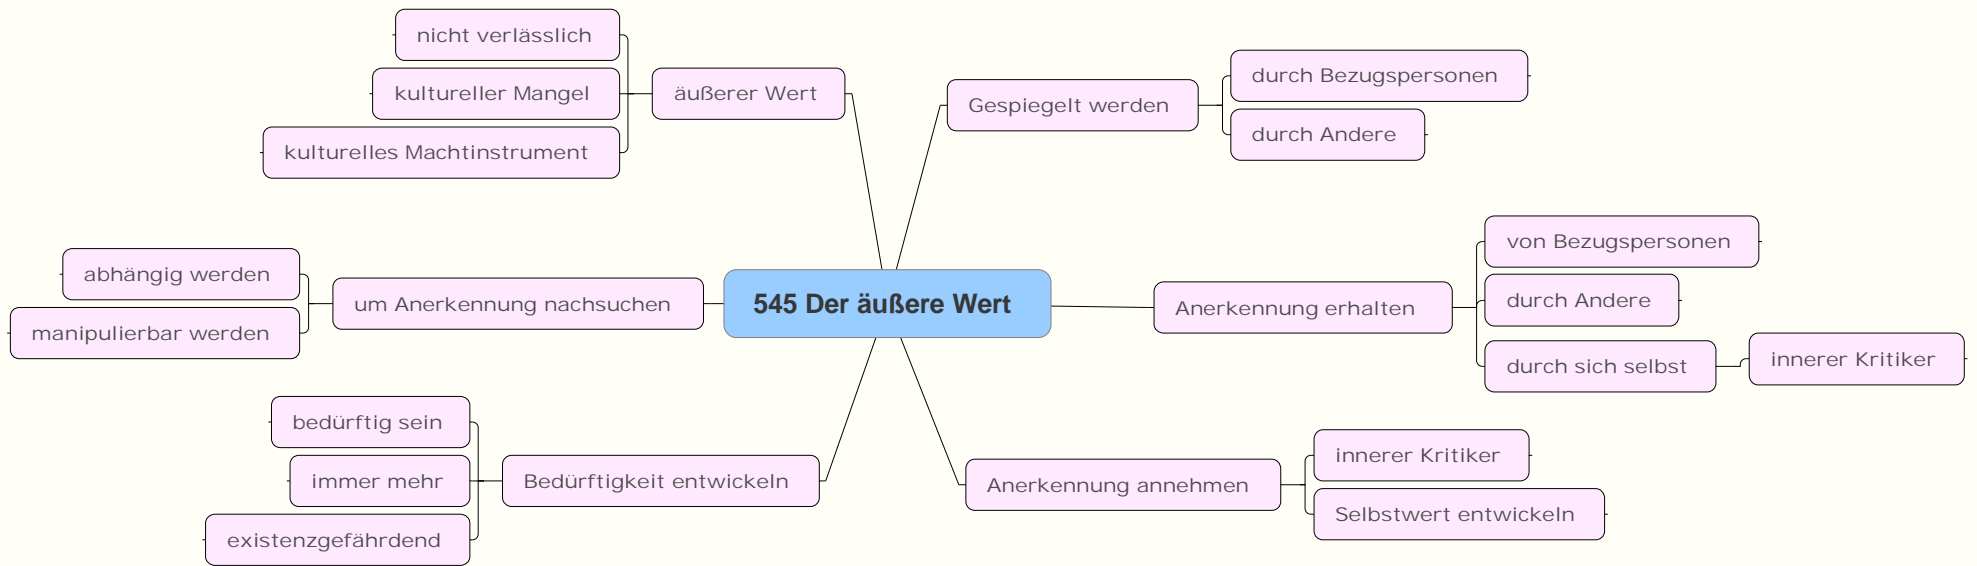 545 Der äußere Wert
Gespiegelt werden
durch Bezugspersonen
durch Andere
Anerkennung erhalten
von Bezugspersonen
durch Andere
durch sich selbst
innerer Kritiker
Anerkennung annehmen
innerer Kritiker
Selbstwert entwickeln
Bedürftigkeit entwickeln
bedürftig sein
immer mehr
existenzgefährdend
um Anerkennung nachsuchen
abhängig werden
manipulierbar werden
äußerer Wert
nicht verlässlich
kultureller Mangel
kulturelles Machtinstrument